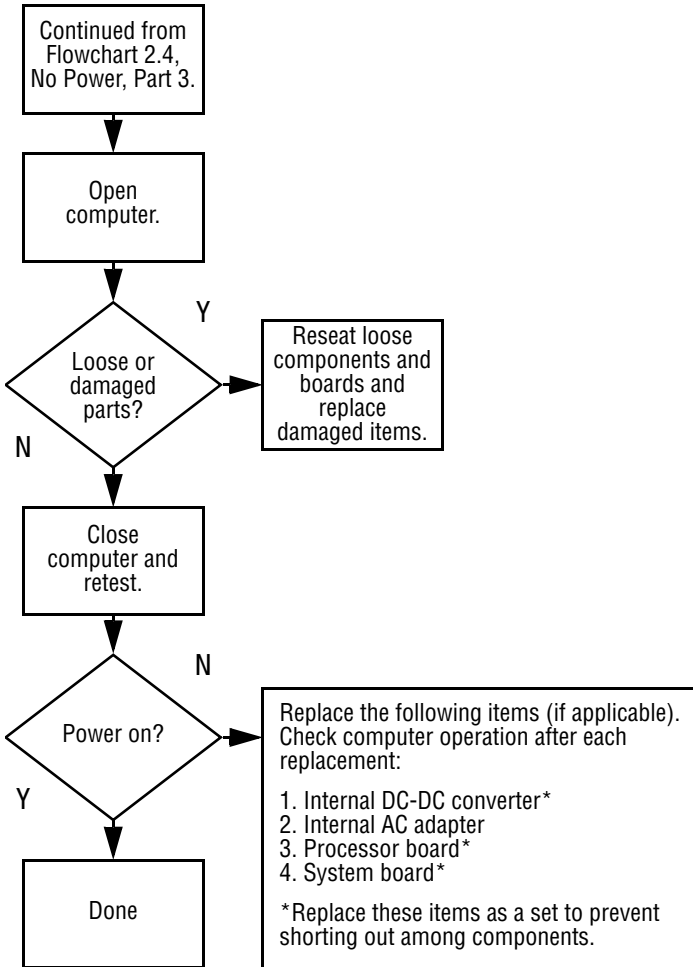 Continued from
Flowchart 2.4,
No Power, Part 3.
Open
computer.
Y
Loose or
damaged
parts?
Reseat loose
components and
boards and
replace
damaged items.
N
Close
computer and
retest.
N
Power on?
Replace the following items (if applicable).
Check computer operation after each
replacement:
1. Internal DC-DC converter*
2. Internal AC adapter
3. Processor board*
4. System board*
*Replace these items as a set to prevent
shorting out among components.
Y
Done